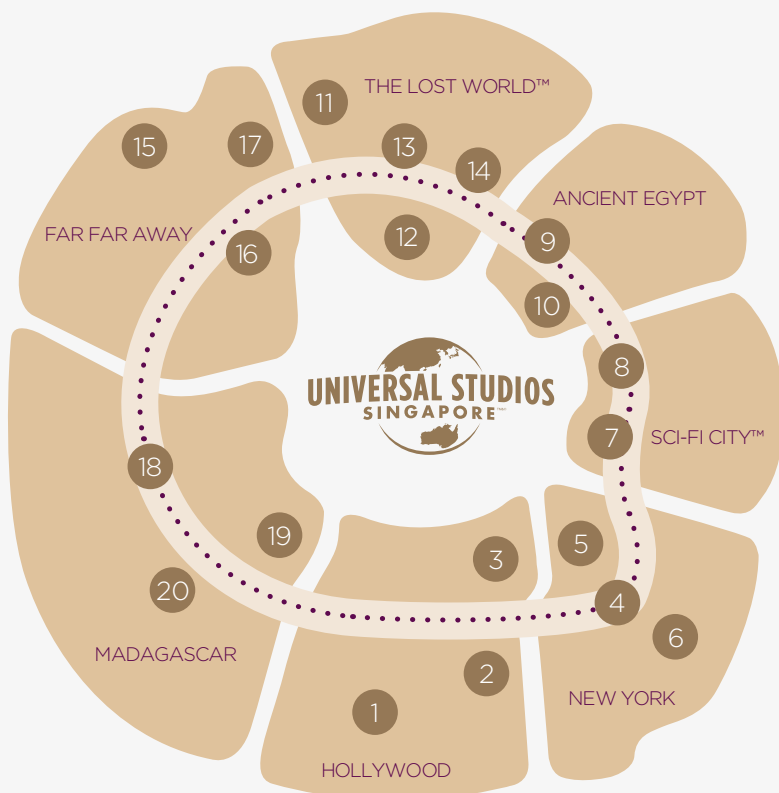 THE LOST WORLD™
11
13
14
12
15
17
16
FAR FAR AWAY
ANCIENT EGYPT
9
10
8
7
SCI-FI CITY™
UNIVERSAL STUDIOS
SINGAPORE
18
19
20
MADAGASCAR
3
2
1
HOLLYWOOD
5
4
6
NEW YORK